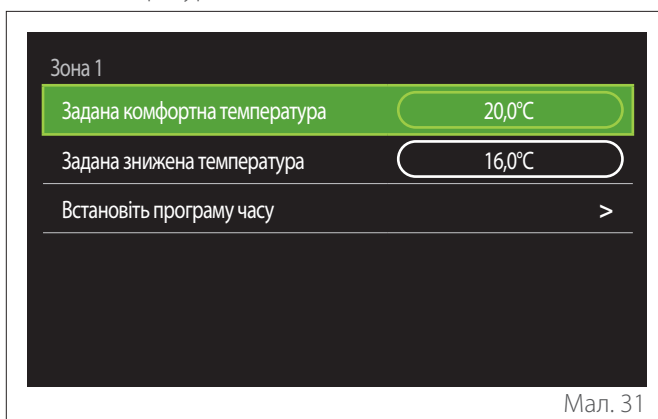 Зона 1
Задана комфортна температура 20,0°C
Задана знижена температура 16,0°C
Встановіть програму часу >
Мал. 31